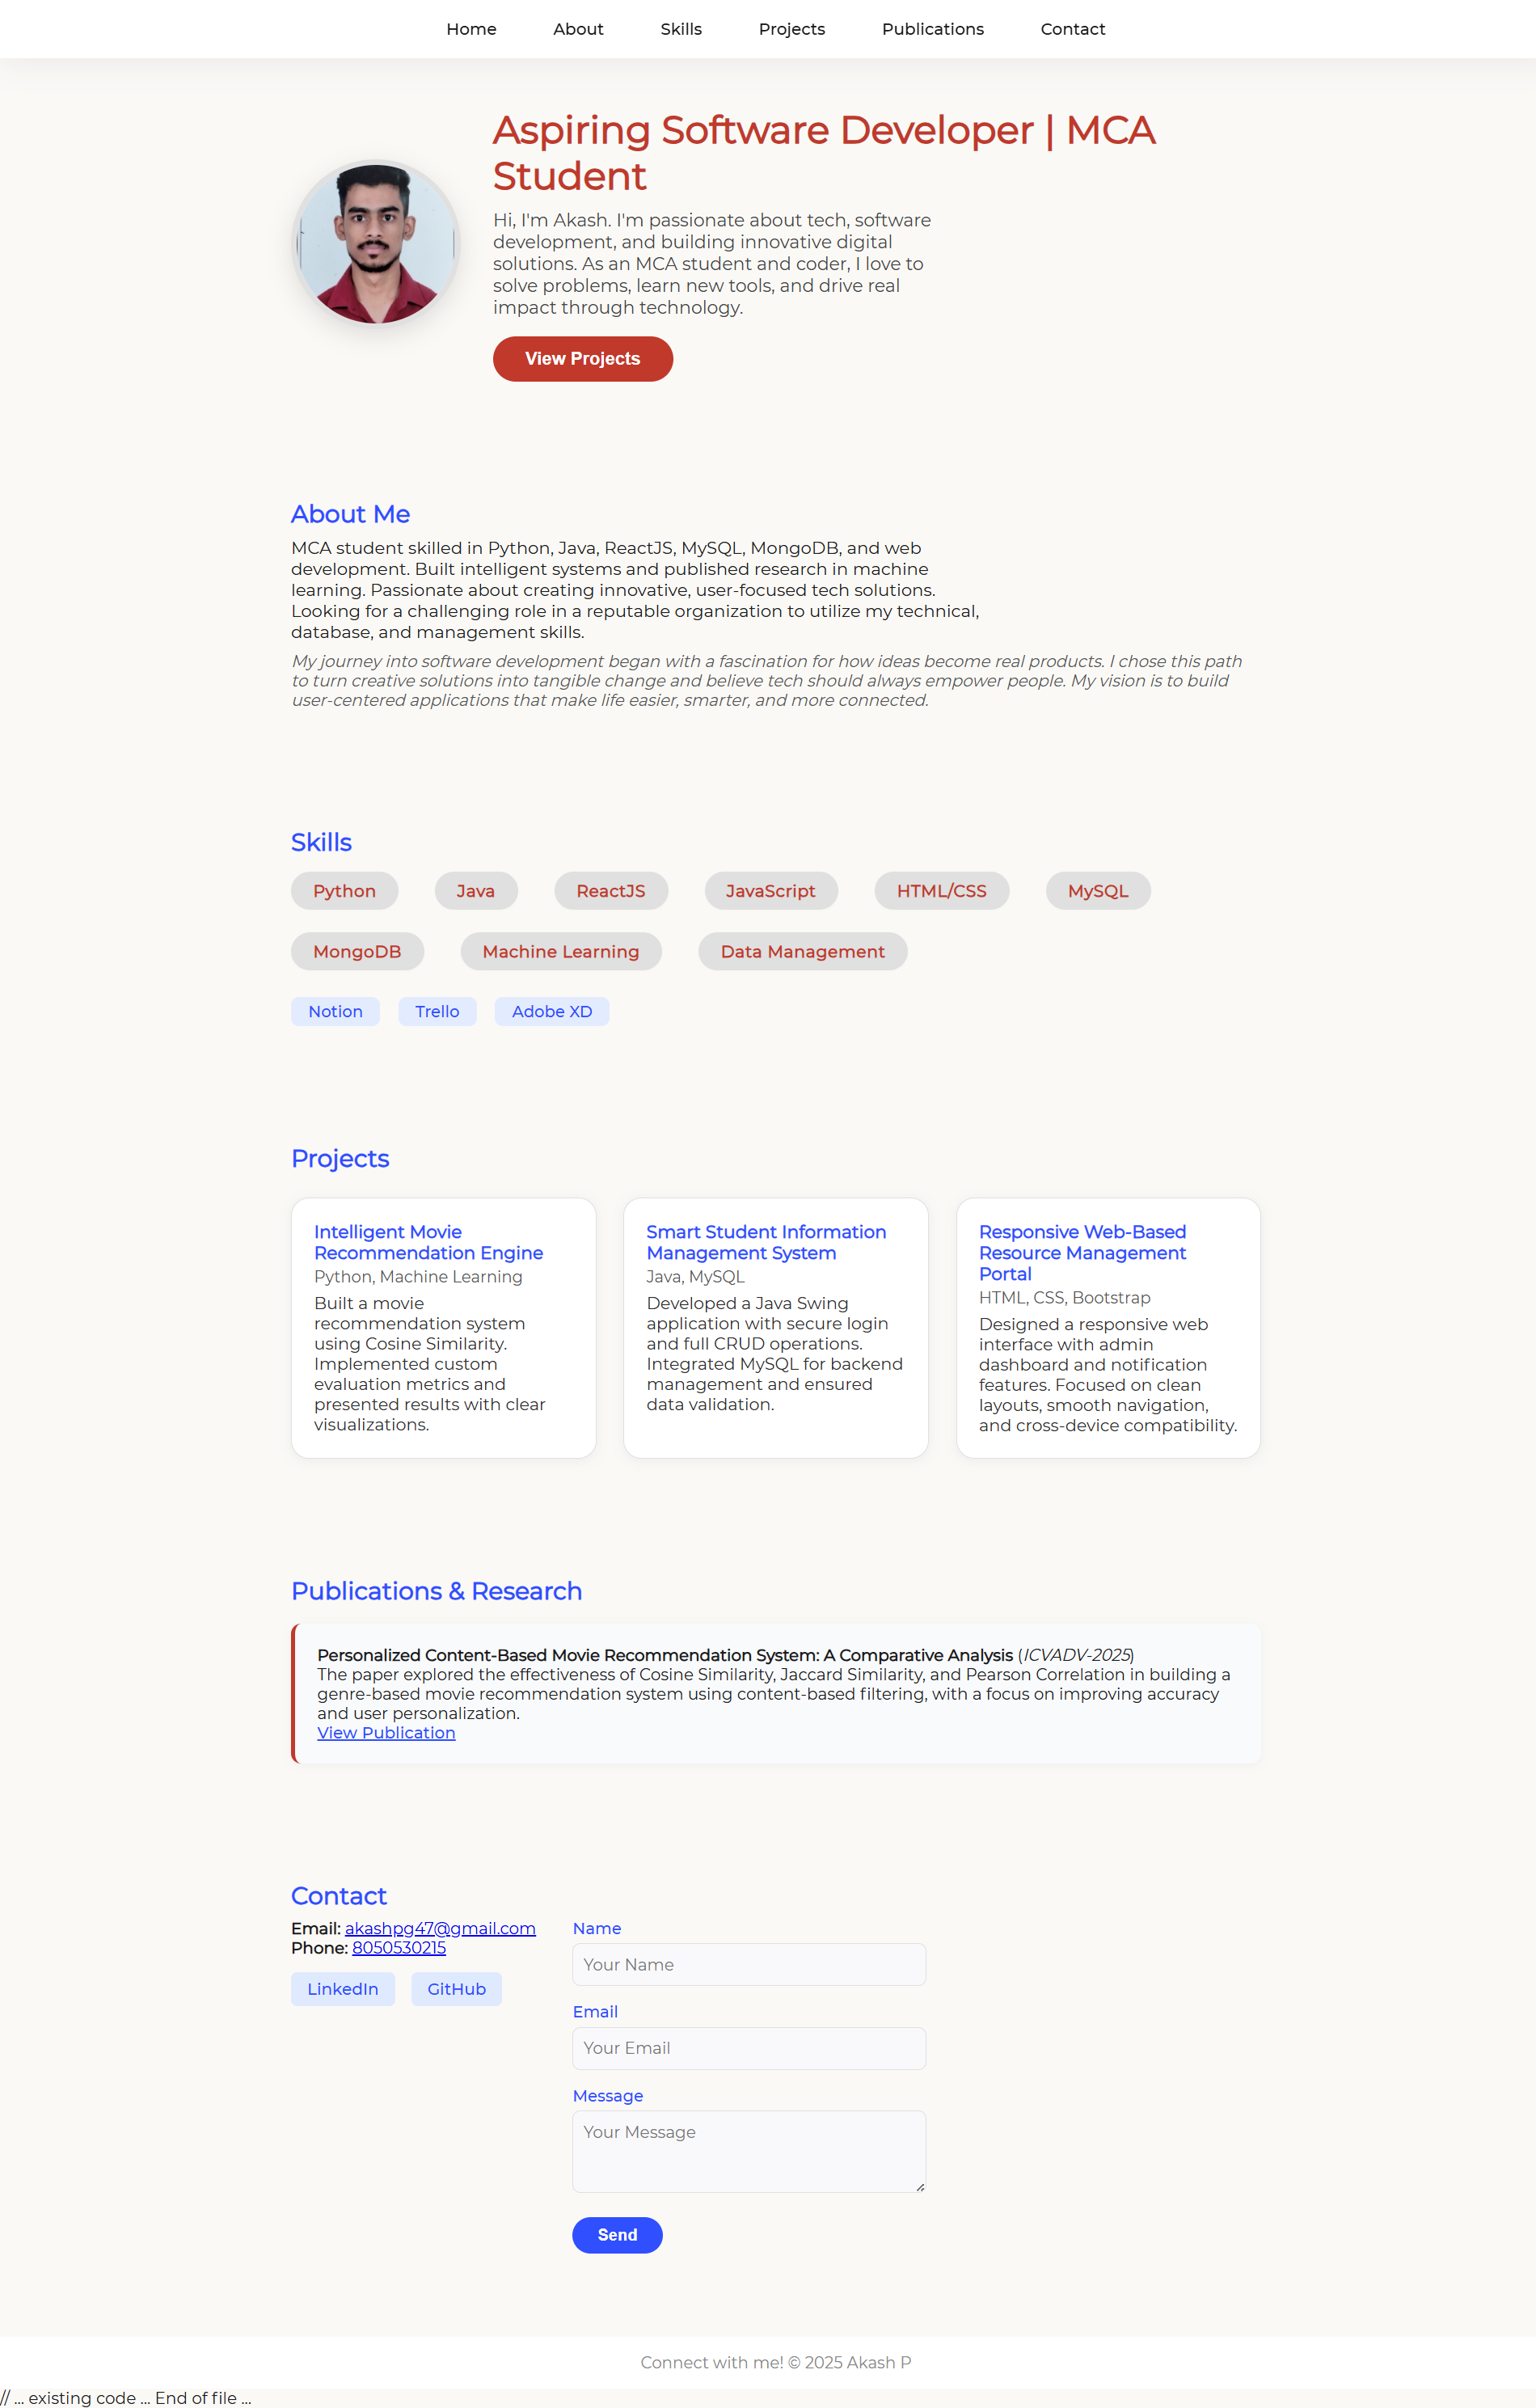 Home About Skills Projects Publications Contact
Aspiring Software Developer | MCA
Student
Hi, I'm Akash. I'm passionate about tech, software
development, and building innovative digital
solutions. As an MCA student and coder, I love to
solve problems, learn new tools, and drive real
impact through technology.
View Projects
About Me
MCA student skilled in Python, Java, ReactJS, MySQL, MongoDB, and web
development. Built intelligent systems and published research in machine
learning. Passionate about creating innovative, user-focused tech solutions.
Looking for a challenging role in a reputable organization to utilize my technical,
database, and management skills.
My journey into software development began with a fascination for how ideas become real products. I chose this path
to turn creative solutions into tangible change and believe tech should always empower people. My vision is to build
user-centered applications that make life easier, smarter, and more connected.
Skills
Python Java ReactJS JavaScript HTML/CSS MySQL
MongoDB Machine Learning Data Management
Notion Trello Adobe XD
Projects
Intelligent Movie
Recommendation Engine
Python, Machine Learning
Built a movie
recommendation system
using Cosine Similarity.
Implemented custom
evaluation metrics and
presented results with clear
visualizations.
Smart Student Information
Management System
Java, MySQL
Developed a Java Swing
application with secure login
and full CRUD operations.
Integrated MySQL for backend
management and ensured
data validation.
Responsive Web-Based
Resource Management
Portal
HTML, CSS, Bootstrap
Designed a responsive web
interface with admin
dashboard and notification
features. Focused on clean
layouts, smooth navigation,
and cross-device compatibility.
Publications & Research
Personalized Content-Based Movie Recommendation System: A Comparative Analysis (ICVADV-2025)
The paper explored the effectiveness of Cosine Similarity, Jaccard Similarity, and Pearson Correlation in building a
genre-based movie recommendation system using content-based filtering, with a focus on improving accuracy
and user personalization.
View Publication
Contact
Email: akashpg47@gmail.com
Phone: 8050530215
LinkedIn GitHub
Name
Your Name
Email
Your Email
Message
Your Message
Send
Connect with me! © 2025 Akash P
// ... existing code ... End of file ...